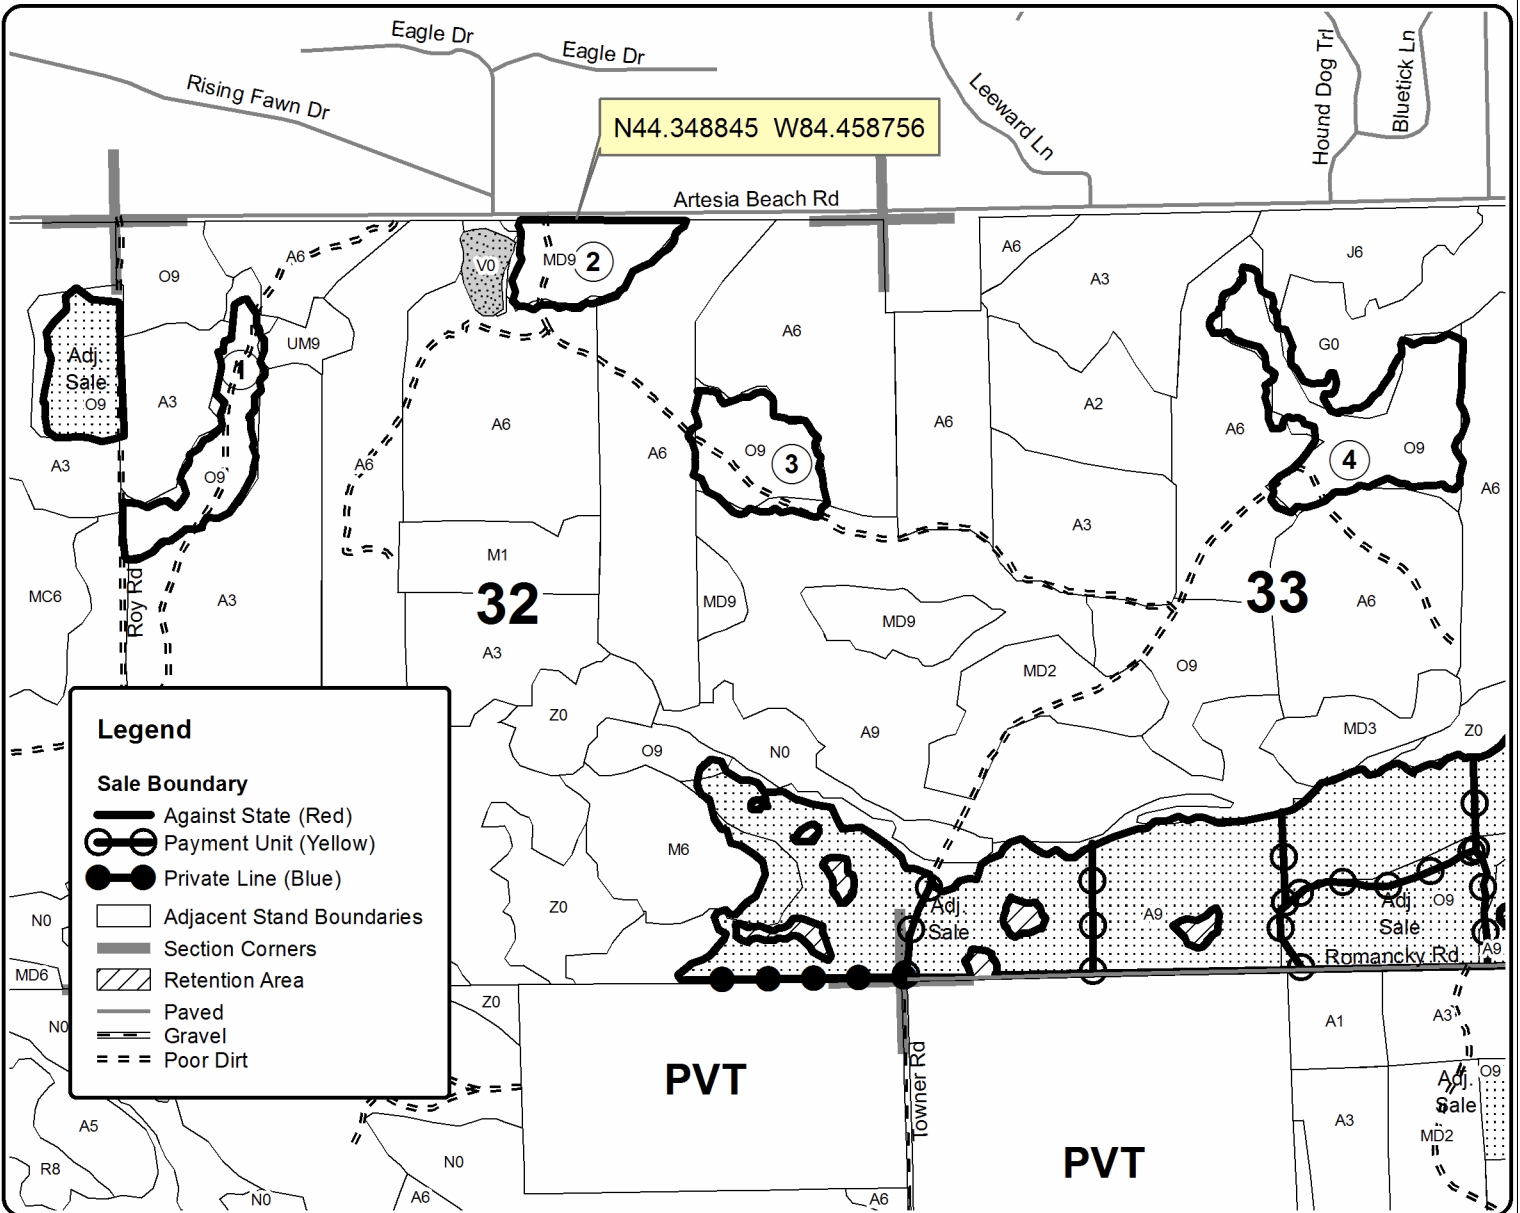 Eagle Dr
Eagle Dr
Rising Fawn Dr
Leeward Ln
Hound Dog Trl
Bluetick Ln
N44.348845 W84.458756
Artesia Beach Rd
O9
A6
V0
MD9
2
A6
A3
J6
Adj.
Sale
O9
1
UM9
A6
G0
A3
A6
A6
A2
A6
A3
O9
A6
A6
O9
3
4
O9
A6
M1
A3
MC6
Roy Rd
A3
32
MD9
MD9
33
A6
A3
MD2
O9
Z0
O9
N0
A9
MD3
Z0
Legend
Sale Boundary
Against State (Red)
Payment Unit (Yellow)
Private Line (Blue)
Adjacent Stand Boundaries
Section Corners
Retention Area
Paved
Gravel
Poor Dirt
M6
Z0
Adj.
Sale
A9
Adj.
Sale
O9
Romancky Rd
A9
N0
MD6
N0
Z0
PVT
Towner Rd
PVT
A1
A3
Adj.
Sale
O9
A3
MD2
A5
R8
N0
N0
A6
A6